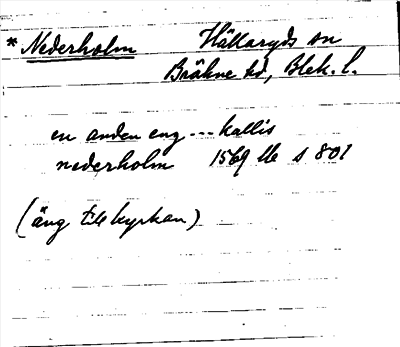 * Nederholm Hällaryds sn
Bräkne hd, Blek. l.
en anden eng --- kallis
nederholm 1569 lb s 801
(äng till kyrkan)